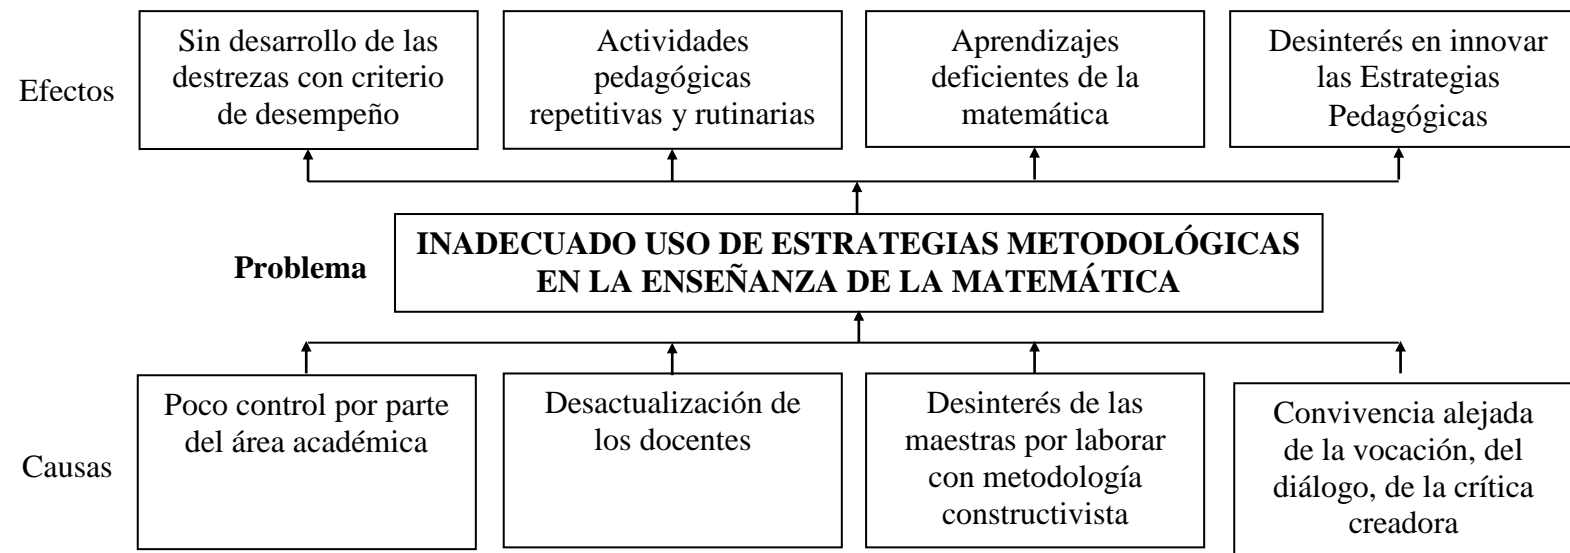 Efectos
Sin desarrollo de las
destrezas con criterio
de desempeño
Actividades
pedagógicas
repetitivas y rutinarias
Aprendizajes
deficientes de la
matemática
Desinterés en innovar
las Estrategias
Pedagógicas
Problema
INADECUADO USO DE ESTRATEGIAS METODOLÓGICAS
EN LA ENSEÑANZA DE LA MATEMÁTICA
Causas
Poco control por parte
del área académica
Desactualización de
los docentes
Desinterés de las
maestras por laborar
con metodología
constructivista
Convivencia alejada
de la vocación, del
diálogo, de la crítica
creadora